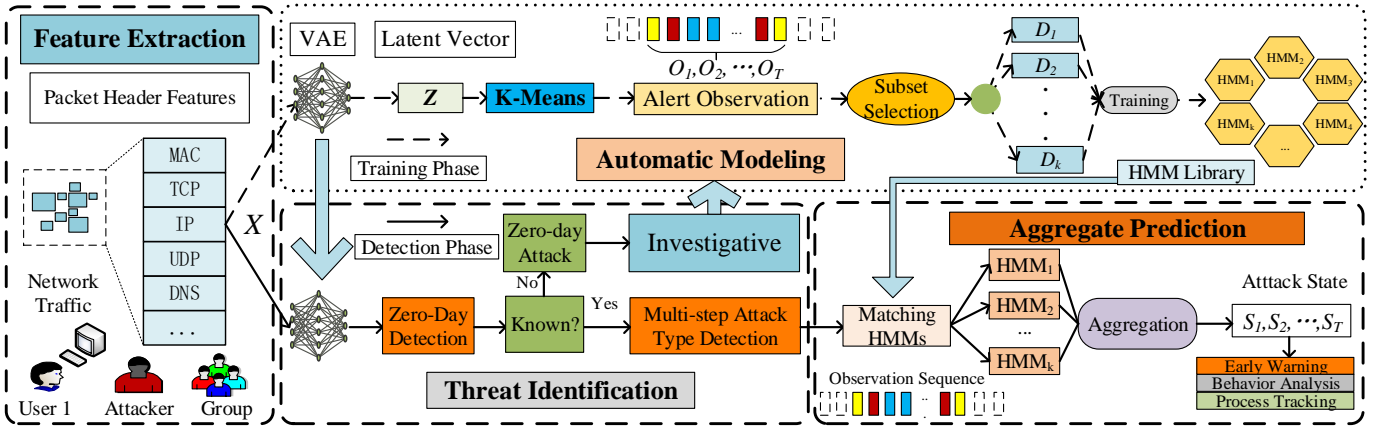 Feature Extraction
Packet Header Features
MAC
TCP
IP
UDP
DNS
...
X
Network
Traffic
User 1
Attacker
Group
VAE
Latent Vector
Z
K-Means
...
O1,O2, ···,OT
Alert Observation
Subset
Selection
D1
D2
Dk
Training
HMM1
HMM2
HMM3
HMM4
...
HMMk
Training Phase
Automatic Modeling
HMM Library
Detection Phase
Zero-day
Attack
Investigative
No
Zero-Day
Detection
Known?
Yes
Multi-step Attack
Type Detection
Threat Identification
Aggregate Prediction
Matching
HMMs
HMM1
HMM2
...
HMMk
Aggregation
Atttack State
S1,S2, ···,ST
Early Warning
Behavior Analysis
Process Tracking
Observation Sequence
..